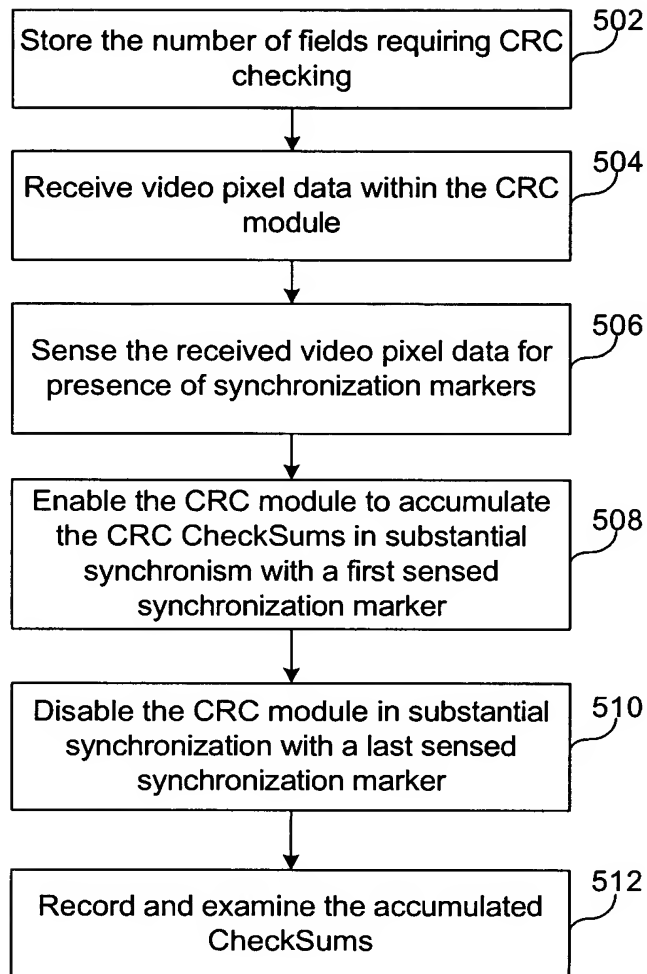 Store the number of fields requiring CRC
checking
502
Receive video pixel data within the CRC
module
504
Sense the received video pixel data for
presence of synchronization markers
506
Enable the CRC module to accumulate
the CRC CheckSums in substantial
synchronism with a first sensed
synchronization marker
508
Disable the CRC module in substantial
synchronization with a last sensed
synchronization marker
510
Record and examine the accumulated
CheckSums
512